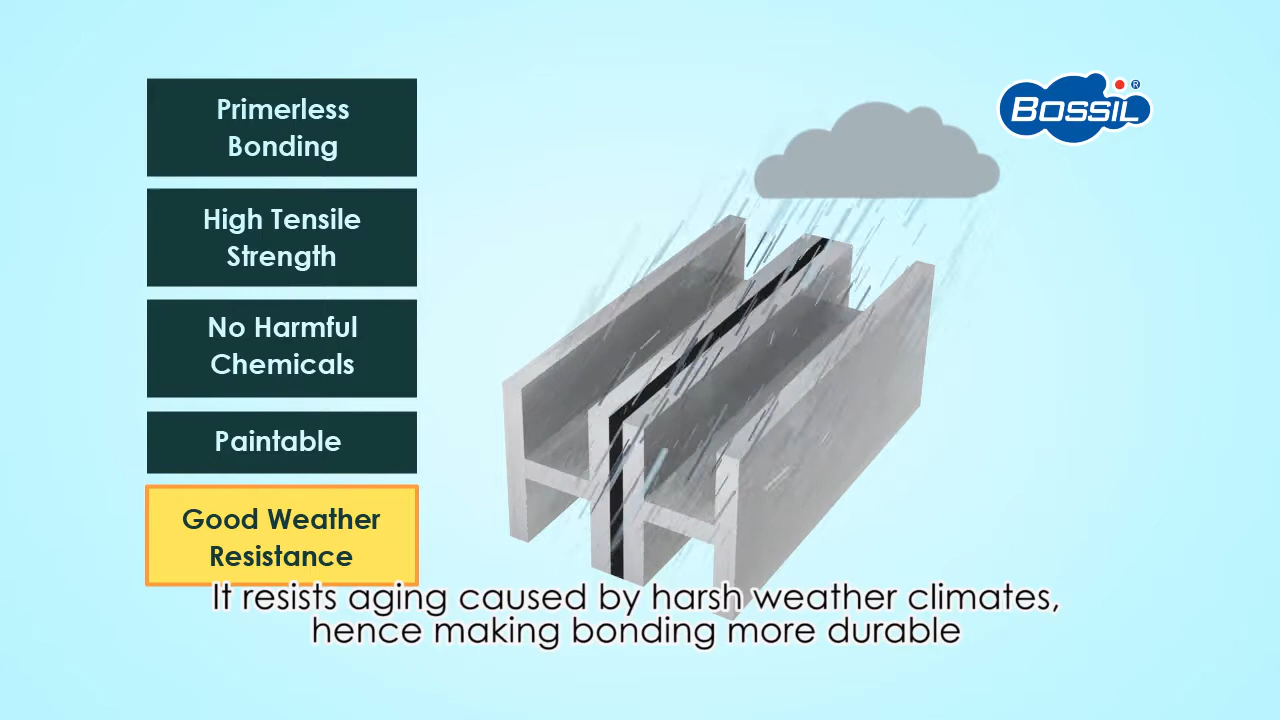 Primerless
Bonding
High Tensile
Strength
No Harmful
Chemicals
Paintable
Good Weather
Resistance
BOSSIL®
It resists aging caused by harsh weather climates,
hence making bonding more durable